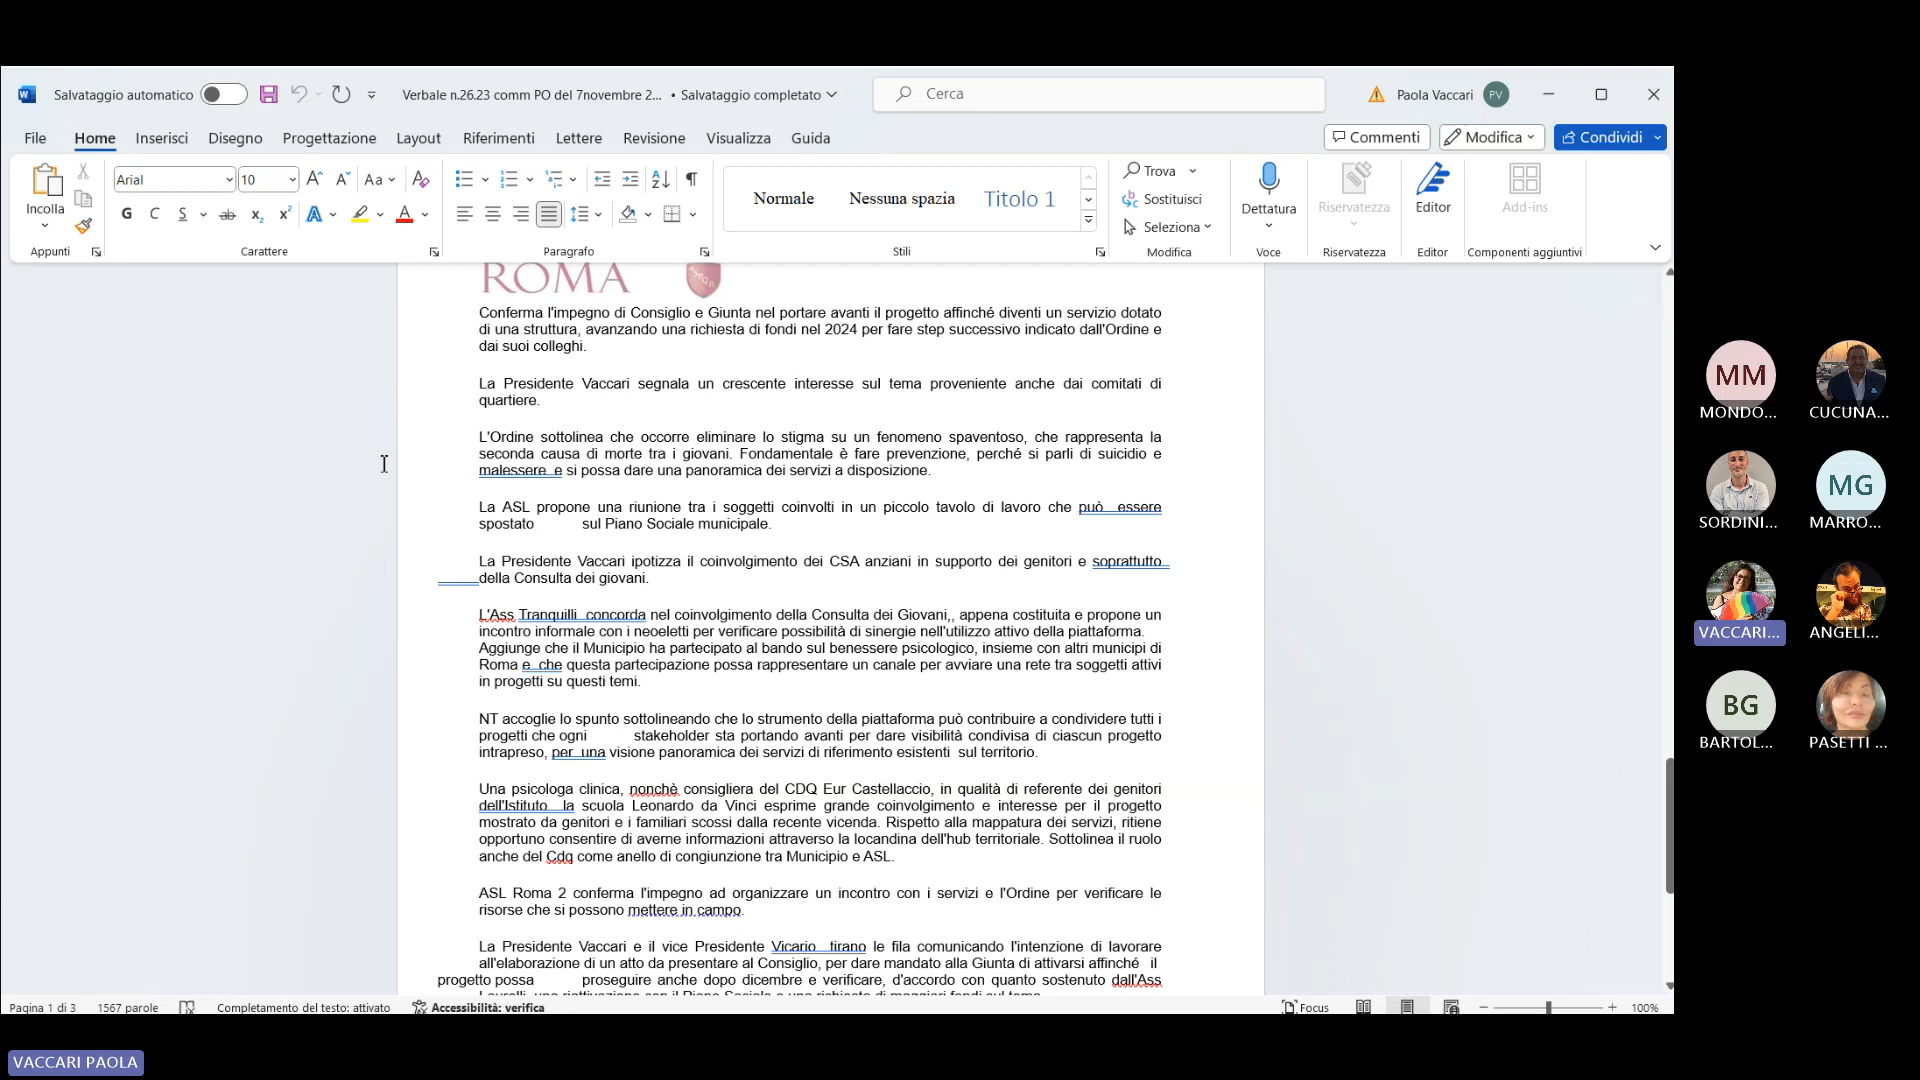 Salvataggio automatico
Verbale n.26.23 comm PO del 7novembre 2... • Salvataggio completato
Cerca
Paola Vaccari PV
File Home Inserisci Disegno Progettazione Layout Riferimenti Lettere Revisione Visualizza Guida
Commenti Modifica Condividi
Incolla
Arial 10
Normale Nessuna spazia Titolo 1
Trova
Sostituisci
Seleziona
Dettatura
Riservatezza
Editor
Add-ins
Appunti Carattere Paragrafo Stili Modifica Voce Riservatezza Editor Componenti aggiuntivi
ROMA
Conferma l'impegno di Consiglio e Giunta nel portare avanti il progetto affinché diventi un servizio dotato
di una struttura, avanzando una richiesta di fondi nel 2024 per fare step successivo indicato dall'Ordine e
dai suoi colleghi.
La Presidente Vaccari segnala un crescente interesse sul tema proveniente anche dai comitati di
quartiere.
L'Ordine sottolinea che occorre eliminare lo stigma su un fenomeno spaventoso, che rappresenta la
seconda causa di morte tra i giovani. Fondamentale è fare prevenzione, perché si parli di suicidio e
malessere e si possa dare una panoramica dei servizi a disposizione.
La ASL propone una riunione tra i soggetti coinvolti in un piccolo tavolo di lavoro che può essere
spostato sul Piano Sociale municipale.
La Presidente Vaccari ipotizza il coinvolgimento dei CSA anziani in supporto dei genitori e soprattutto
della Consulta dei giovani.
L'Ass Tranquilli concorda nel coinvolgimento della Consulta dei Giovani,, appena costituita e propone un
incontro informale con i neoeletti per verificare possibilità di sinergie nell'utilizzo attivo della piattaforma.
Aggiunge che il Municipio ha partecipato al bando sul benessere psicologico, insieme con altri municipi di
Roma e che questa partecipazione possa rappresentare un canale per avviare una rete tra soggetti attivi
in progetti su questi temi.
NT accoglie lo spunto sottolineando che lo strumento della piattaforma può contribuire a condividere tutti i
progetti che ogni stakeholder sta portando avanti per dare visibilità condivisa di ciascun progetto
intrapreso, per una visione panoramica dei servizi di riferimento esistenti sul territorio.
Una psicologa clinica, nonchè consigliera del CDQ Eur Castellaccio, in qualità di referente dei genitori
dell'Istituto la scuola Leonardo da Vinci esprime grande coinvolgimento e interesse per il progetto
mostrato da genitori e i familiari scossi dalla recente vicenda. Rispetto alla mappatura dei servizi, ritiene
opportuno consentire di averne informazioni attraverso la locandina dell'hub territoriale. Sottolinea il ruolo
anche del Cdq come anello di congiunzione tra Municipio e ASL.
ASL Roma 2 conferma l'impegno ad organizzare un incontro con i servizi e l'Ordine per verificare le
risorse che si possono mettere in campo.
La Presidente Vaccari e il vice Presidente Vicario tirano le fila comunicando l'intenzione di lavorare
all'elaborazione di un atto da presentare al Consiglio, per dare mandato alla Giunta di attivarsi affinché il
progetto possa proseguire anche dopo dicembre e verificare, d'accordo con quanto sostenuto dall'Ass
Pagina 1 di 3 1567 parole Completamento del testo: attivato Accessibilità: verifica Focus 100%
MM
MONDO... CUCUNA...
MG
SORDINI... MARRO...
VACCARI... ANGELI...
BG
BARTOL... PASETTI ...
VACCARI PAOLA